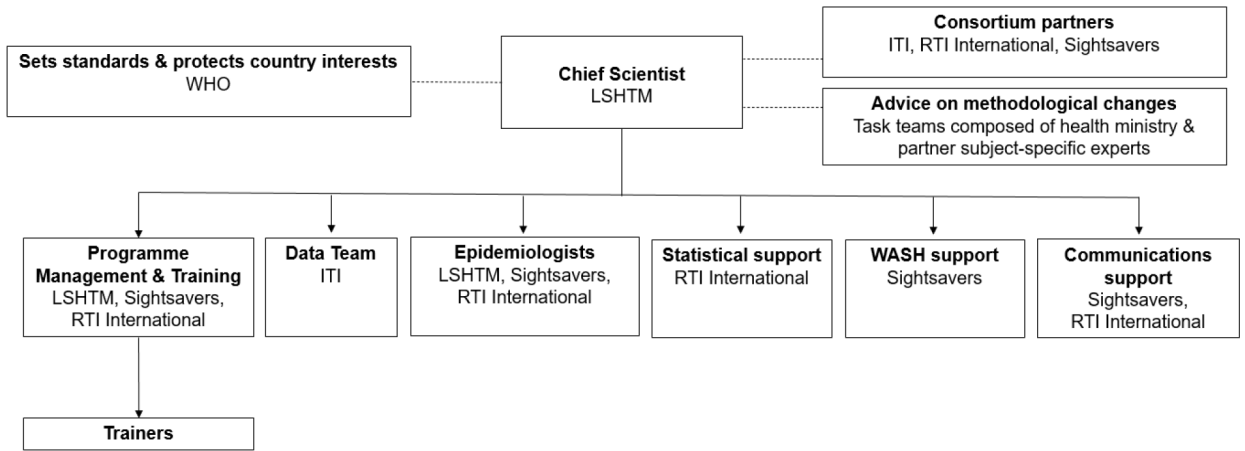 Sets standards & protects country interests
WHO
Chief Scientist
LSHTM
Consortium partners
ITI, RTI International, Sightsavers
Advice on methodological changes
Task teams composed of health ministry &
partner subject-specific experts
Programme
Management & Training
LSHTM, Sightsavers,
RTI International
Data Team
ITI
Epidemiologists
LSHTM, Sightsavers,
RTI International
Statistical support
RTI International
WASH support
Sightsavers
Communications
support
Sightsavers,
RTI International
Trainers